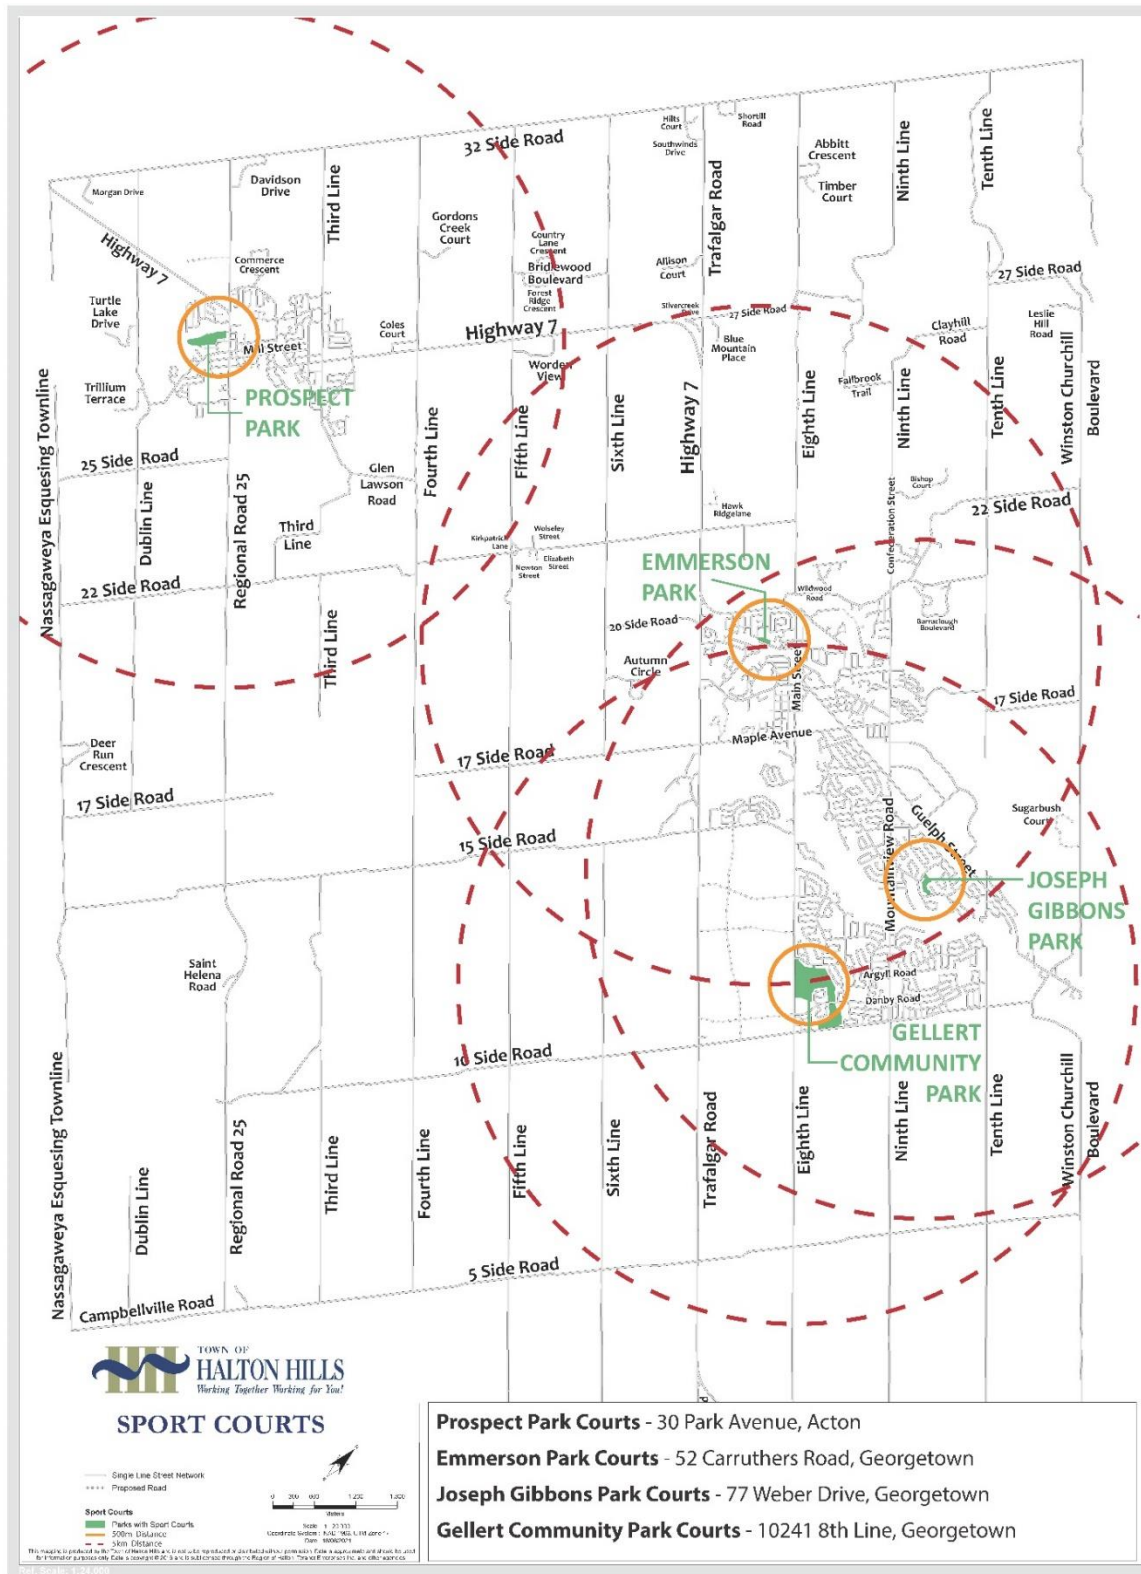 32 Side Road
Hilts
Court
Shortill
Road
Southwinds
Drive
Morgan Drive
Davidson
Drive
Third Line
Abbitt
Crescent
Timber
Court
Ninth Line
Tenth Line
Trafalgar Road
Gordons
Creek
Court
Country
Lane
Crescent
Bridlewood
Boulevard
Forest
Ridge
Crescent
Allison
Court
Highway 7
Commerce
Crescent
27 Side Road
Turtle
Lake
Drive
Silvercreek
Drive
27 Side Road
Leslie
Hill
Road
Coles
Court
Highway 7
Blue
Mountain
Place
Clayhill
Road
Mill Street
Worden
View
Fallbrook
Trail
Trillium
Terrace
PROSPECT
PARK
Nassagaweya Esquesing Townline
Fourth Line
Fifth Line
Sixth Line
Highway 7
Eighth Line
Ninth Line
Tenth Line
Winston Churchill
Boulevard
25 Side Road
Glen
Lawson
Road
Dublin Line
Regional Road 25
Third
Line
Bishop
Court
Confederation Street
22 Side Road
Hawk
Ridgelane
Kirkpatrick
Lane
Wolseley
Street
Elizabeth
Street
Newton
Street
EMMERSON
PARK
22 Side Road
Wildwood
Road
20 Side Road
Barraclough
Boulevard
Third Line
Autumn
Circle
Main Street
17 Side Road
Deer
Run
Crescent
Maple Avenue
17 Side Road
17 Side Road
15 Side Road
Mountainview Road
Guelph Street
Sugarbush
Court
JOSEPH
GIBBONS
PARK
Saint
Helena
Road
Argyll Road
Danby Road
GELLERT
COMMUNITY
PARK
10 Side Road
Nassagaweya Esquesing Townline
Dublin Line
Regional Road 25
Third Line
Fourth Line
Fifth Line
Sixth Line
Trafalgar Road
Eighth Line
Ninth Line
Tenth Line
Winston Churchill
Boulevard
5 Side Road
Campbellville Road
TOWN OF
HALTON HILLS
Working Together Working for You!
SPORT COURTS
Single Line Street Network
Proposed Road
Sport Courts
Parks with Sport Courts
500m Distance
5km Distance
Meters
Prospect Park Courts - 30 Park Avenue, Acton
Emmerson Park Courts - 52 Carruthers Road, Georgetown
Joseph Gibbons Park Courts - 77 Weber Drive, Georgetown
Gellert Community Park Courts - 10241 8th Line, Georgetown